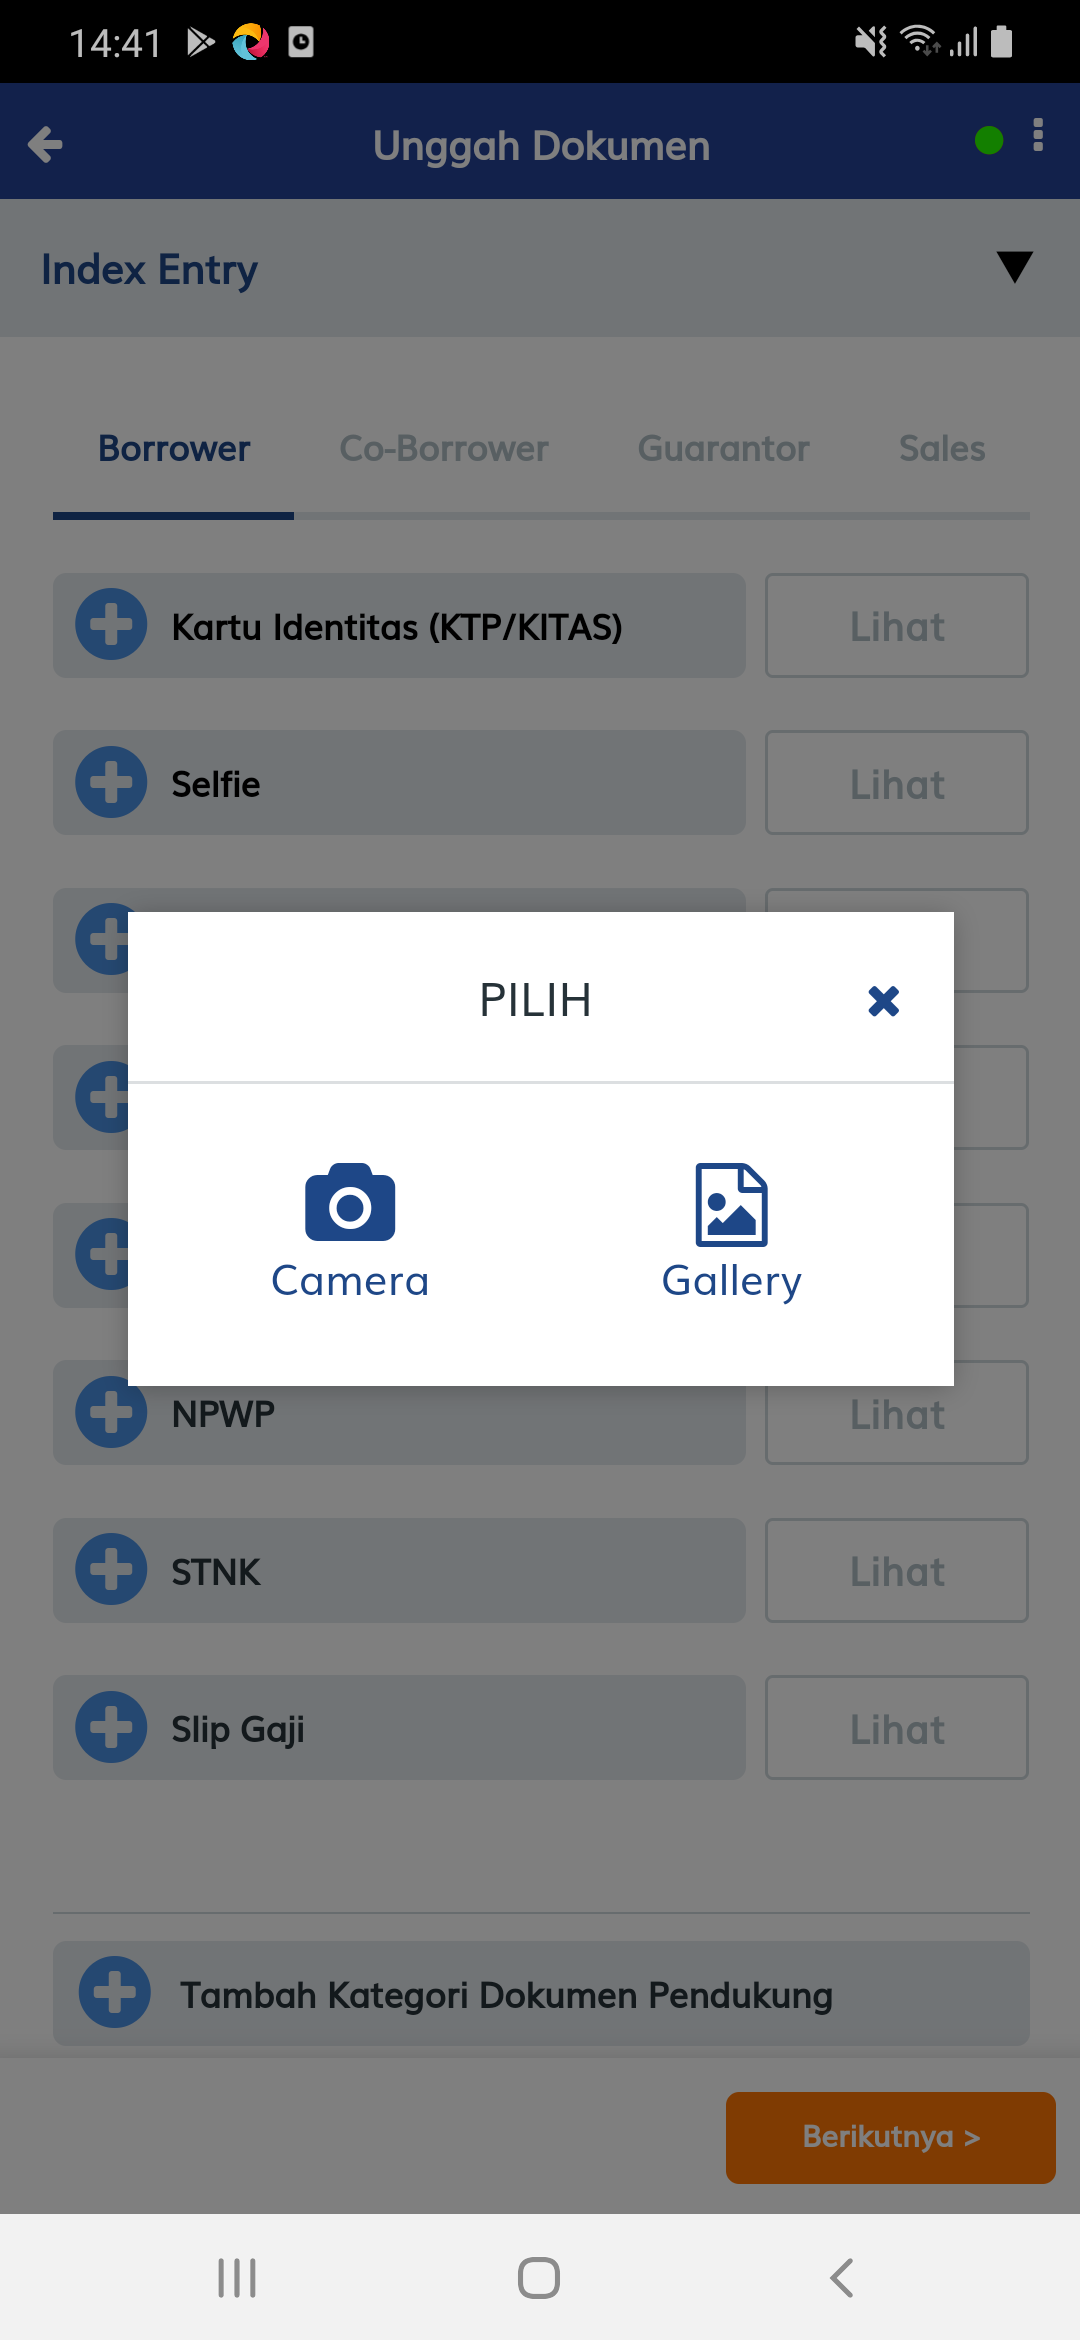 14:41
Unggah Dokumen
Index Entry
Borrower Co-Borrower Guarantor Sales
Kartu Identitas (KTP/KITAS) Lihat
Selfie Lihat
PILIH
Camera Gallery
NPWP Lihat
STNK Lihat
Slip Gaji Lihat
Tambah Kategori Dokumen Pendukung
Berikutnya >